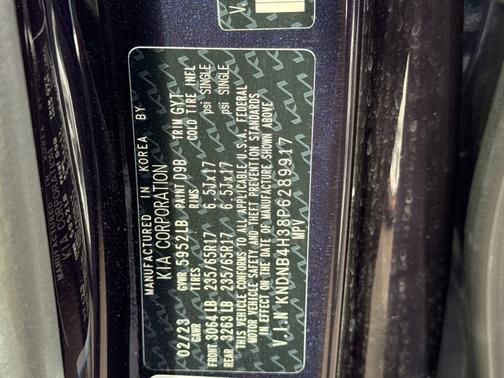 MANUFACTURED IN KOREA BY
KIA CORPORATION
02/23 GVWR 5952LB PAINT D9B TRIM GYT
GAWR TIRES RIMS COLD TIRE INFL
FRONT 3064LB 235/65R17 6.5Jx17 psi SINGLE
REAR 3263LB 235/65R17 6.5Jx17 psi SINGLE
THIS VEHICLE CONFORMS TO ALL APPLICABLE U.S.A. FEDERAL
MOTOR VEHICLE SAFETY AND THEFT PREVENTION STANDARDS
IN EFFECT ON THE DATE OF MANUFACTURE SHOWN ABOVE
V.I.N KNDNB4H38P6289917
MPV